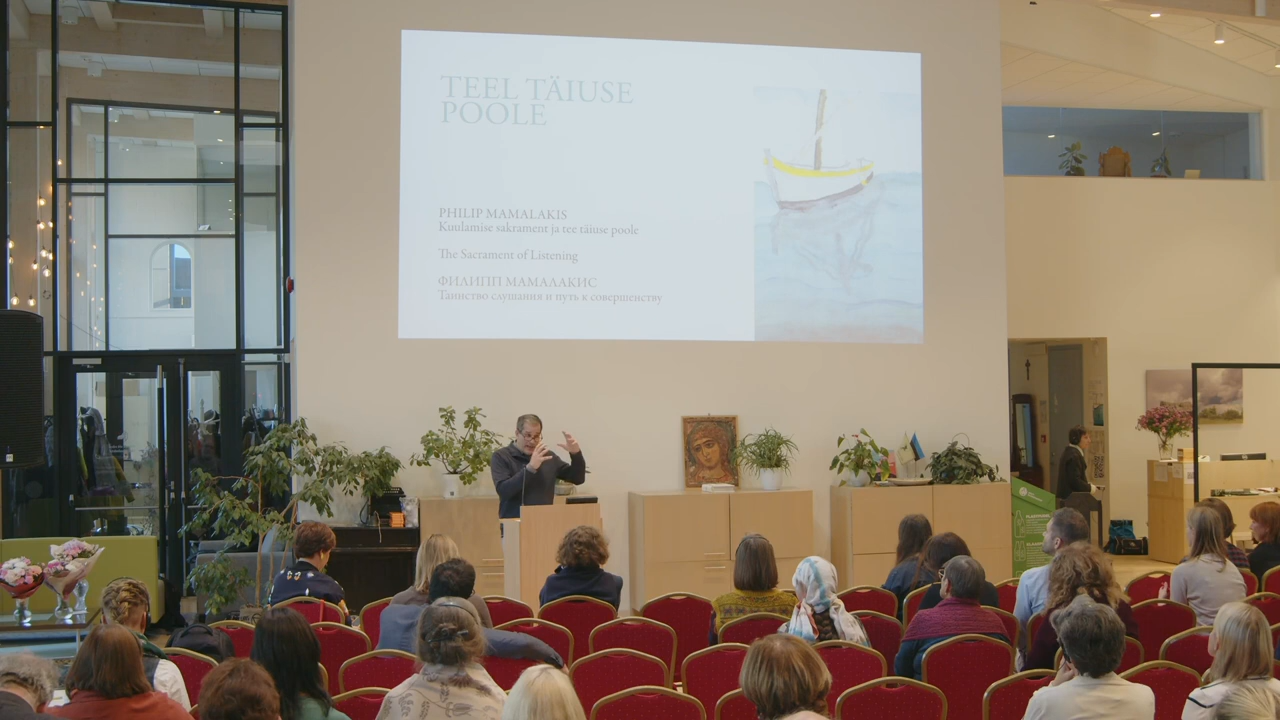 TEEL TÄIUSE
POOLE
PHILIP MAMALAKIS
Kuulamise sakrament ja tee täiuse poole
The Sacrament of Listening
ФИЛИПП МАМАЛАКИС
Таинство слушания и путь к совершенству